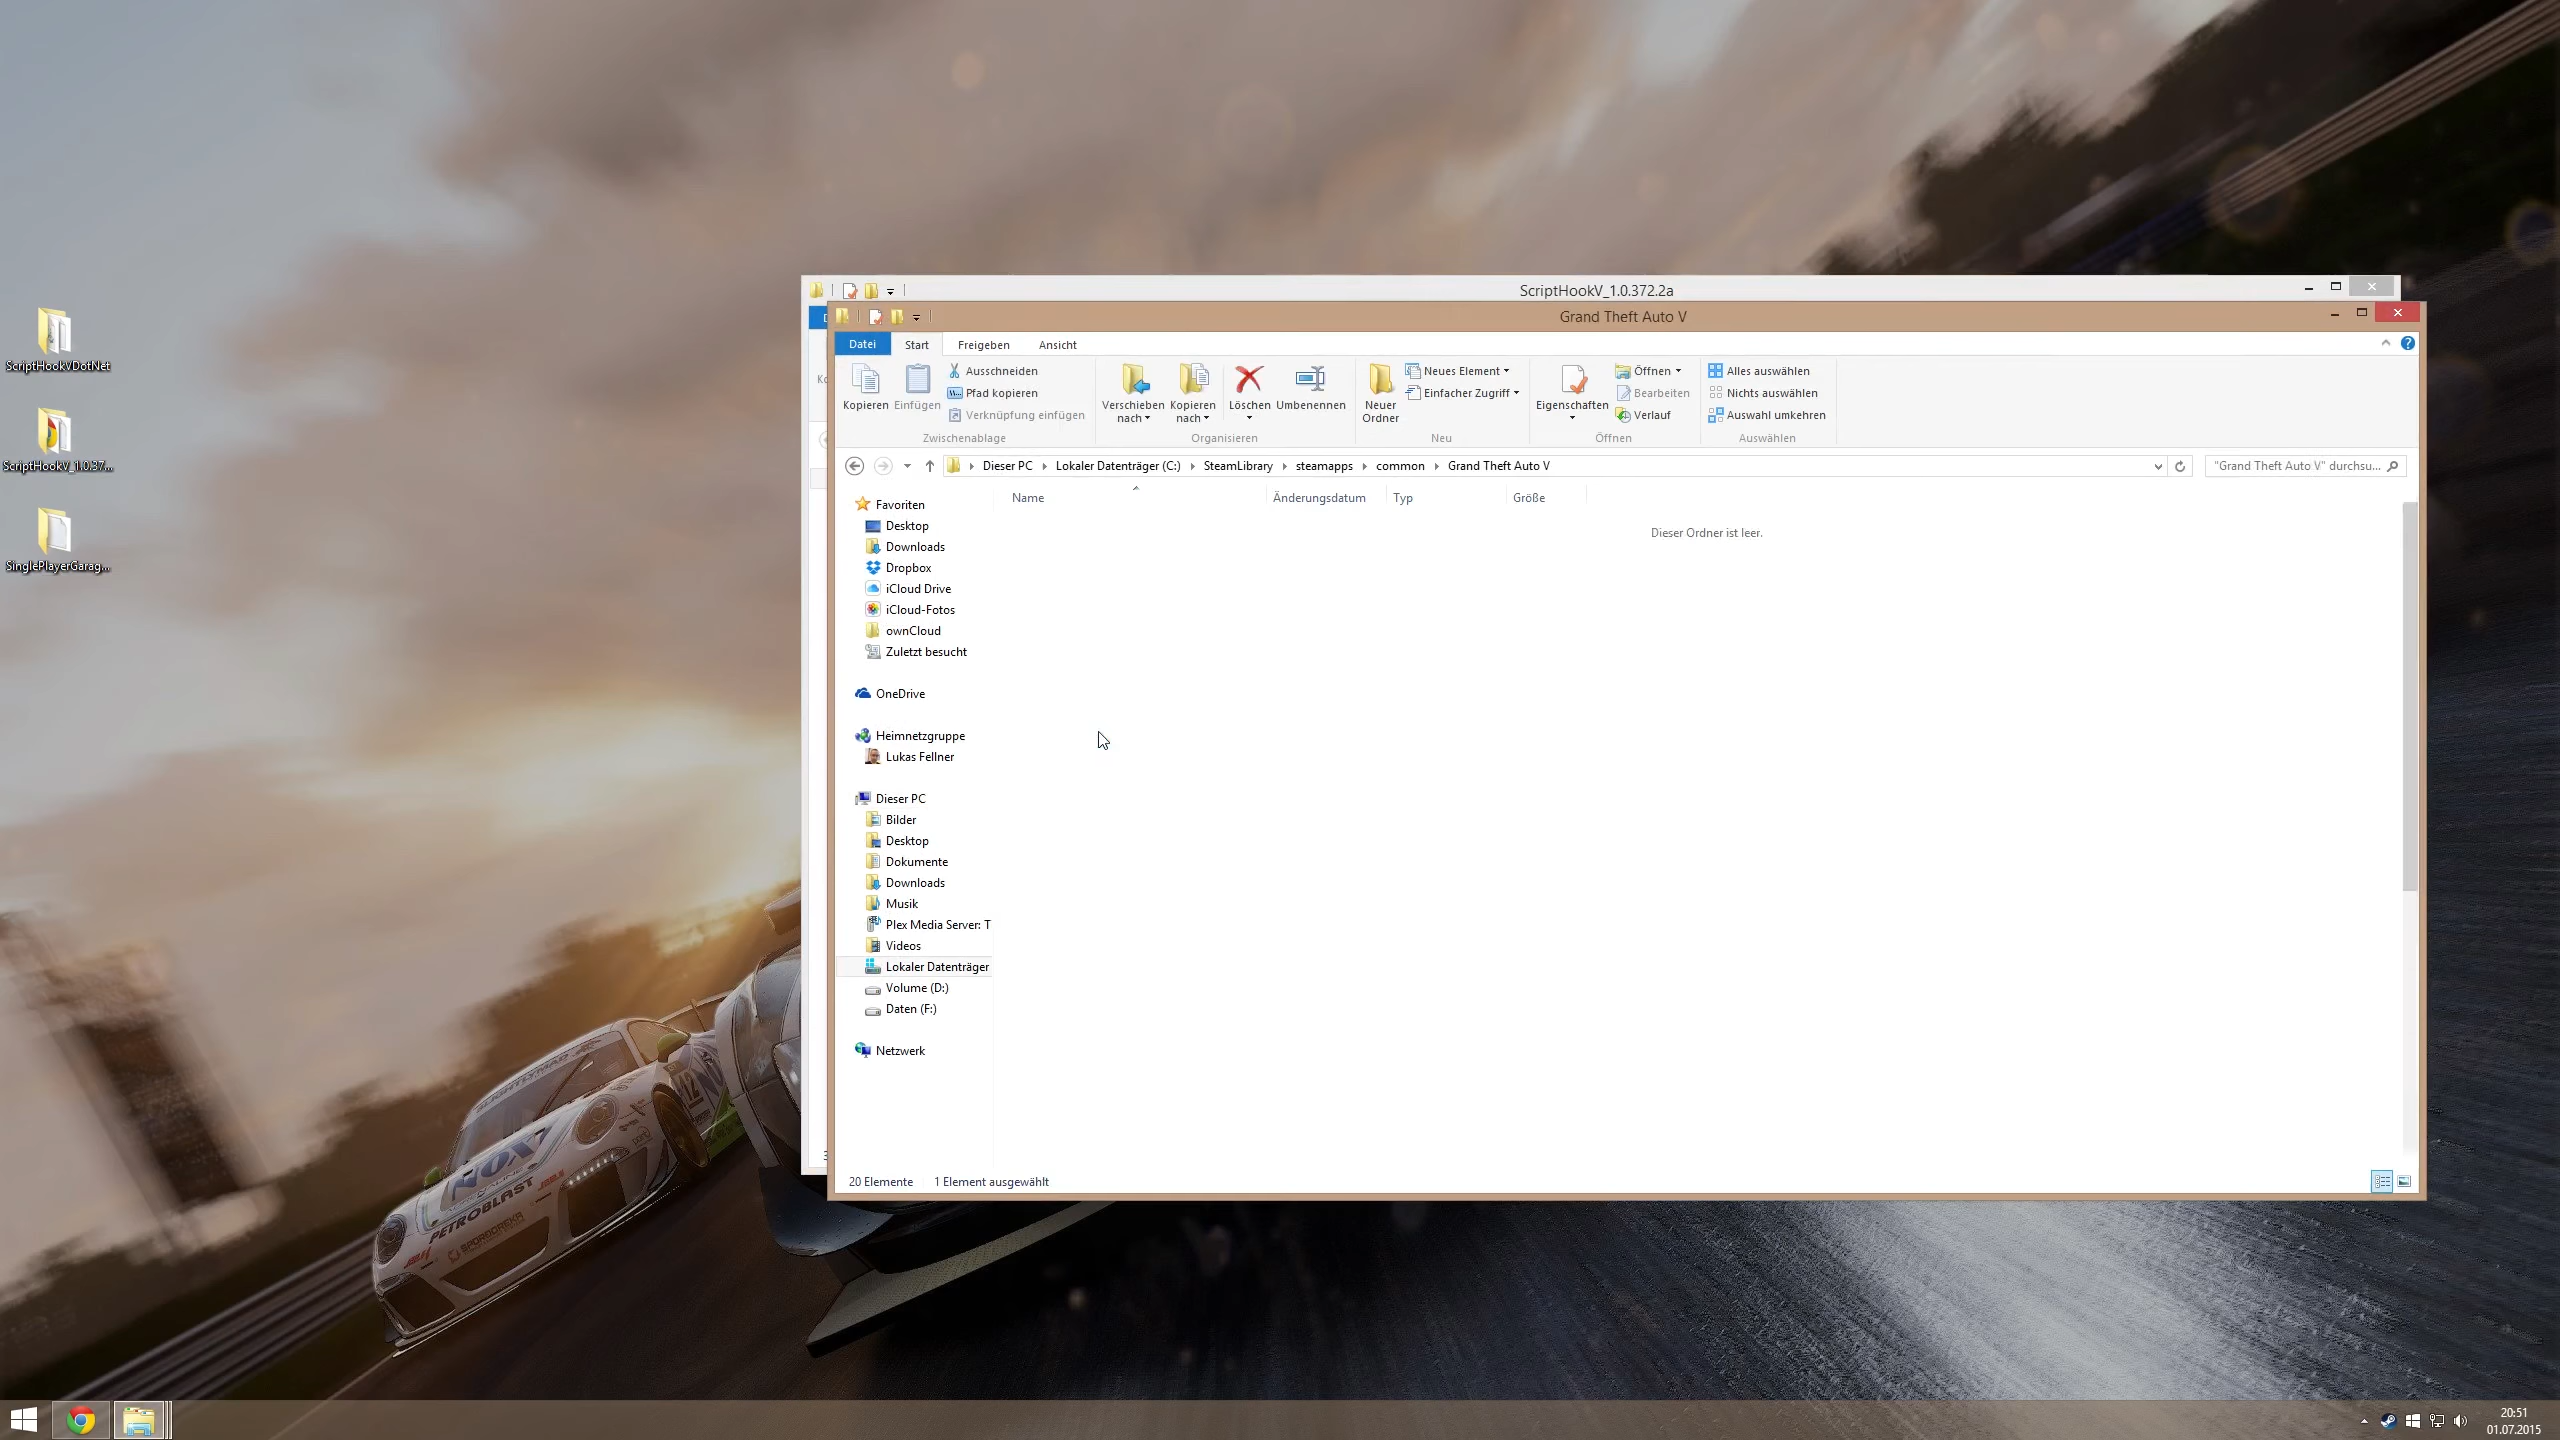 ScriptHookVDotNet
ScriptHookV_1.0.37...
SinglePlayerGarag...
ScriptHookV_1.0.372.2a
Grand Theft Auto V
Datei
Start
Freigeben
Ansicht
Kopieren
Einfügen
Ausschneiden
Pfad kopieren
Verknüpfung einfügen
Zwischenablage
Verschieben nach
Kopieren nach
Löschen
Umbenennen
Organisieren
Neuer Ordner
Neues Element
Einfacher Zugriff
Neu
Eigenschaften
Öffnen
Bearbeiten
Verlauf
Öffnen
Alles auswählen
Nichts auswählen
Auswahl umkehren
Auswählen
Dieser PC
Lokaler Datenträger (C:)
SteamLibrary
steamapps
common
Grand Theft Auto V
"Grand Theft Auto V" durchsu...
Name
Änderungsdatum
Typ
Größe
Dieser Ordner ist leer.
Favoriten
Desktop
Downloads
Dropbox
iCloud Drive
iCloud-Fotos
ownCloud
Zuletzt besucht
OneDrive
Heimnetzgruppe
Lukas Fellner
Dieser PC
Bilder
Desktop
Dokumente
Downloads
Musik
Plex Media Server: T
Videos
Lokaler Datenträger
Volume (D:)
Daten (F:)
Netzwerk
20 Elemente
1 Element ausgewählt
SLIGHTLYMAD
NOX
PETROBLAST
20:51
01.07.2015